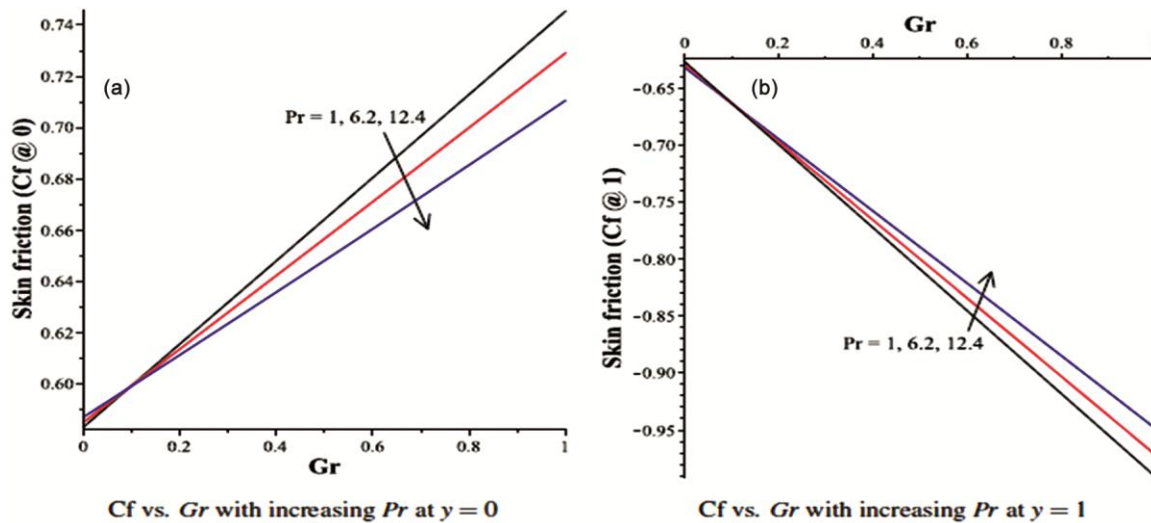 (a)
Skin friction (Cf @ 0)
0.74
0.72
0.70
0.68
0.66
0.64
0.62
0.60
Pr = 1, 6.2, 12.4
0 0.2 0.4 0.6 0.8 1
Gr
Cf vs. Gr with increasing Pr at y = 0
Gr
0 0.2 0.4 0.6 0.8
(b)
Skin friction (Cf @ 1)
−0.65
−0.70
−0.75
−0.80
−0.85
−0.90
−0.95
Pr = 1, 6.2, 12.4
Cf vs. Gr with increasing Pr at y = 1